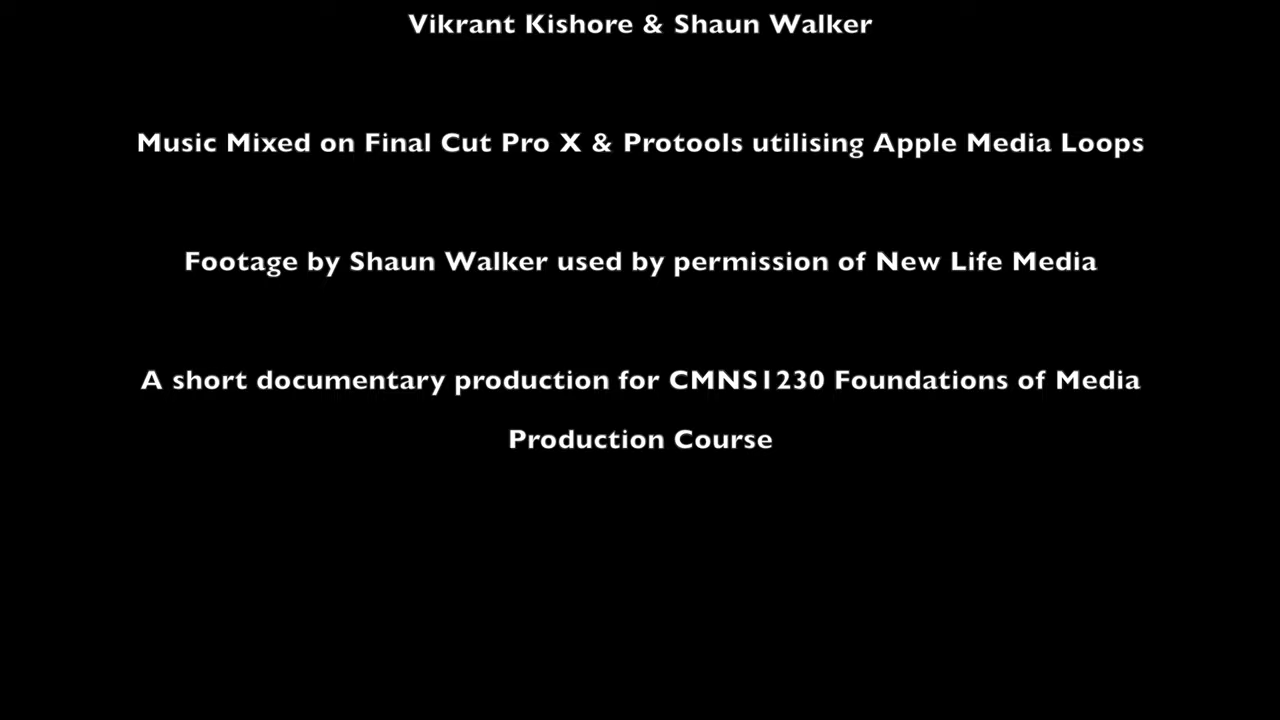 Vikrant Kishore & Shaun Walker
Music Mixed on Final Cut Pro X & Protools utilising Apple Media Loops
Footage by Shaun Walker used by permission of New Life Media
A short documentary production for CMNS1230 Foundations of Media
Production Course